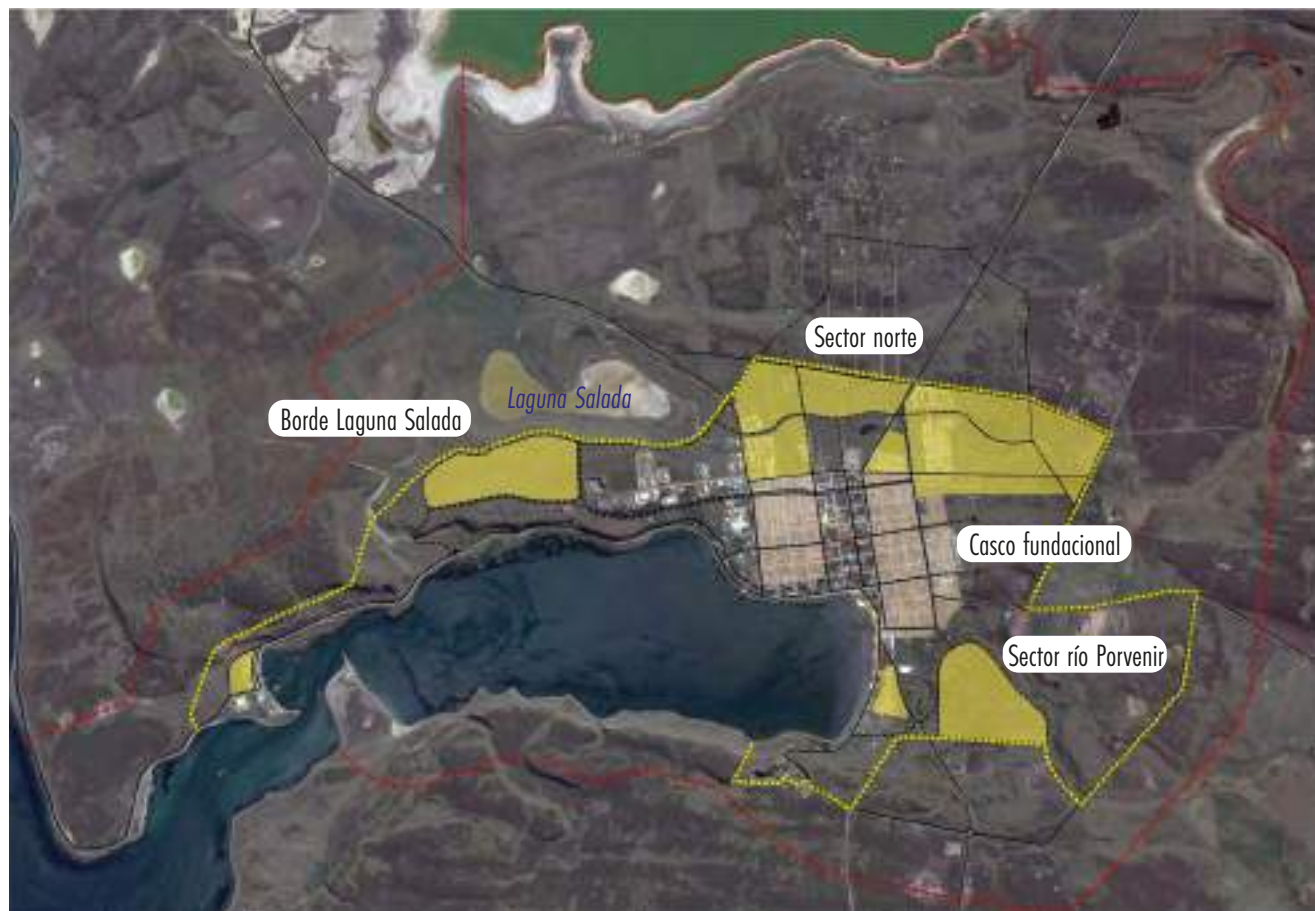 Sector norte
Laguna Salada
Borde Laguna Salada
Casco fundacional
Sector río Porvenir